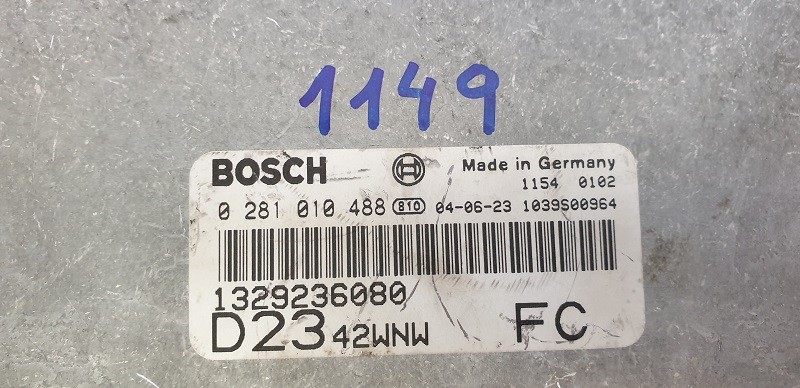 1149
BOSCH Made in Germany
1154 0102
0 281 010 488 810 04-06-23 1039S00964
1329236080
D23 42WNW FC